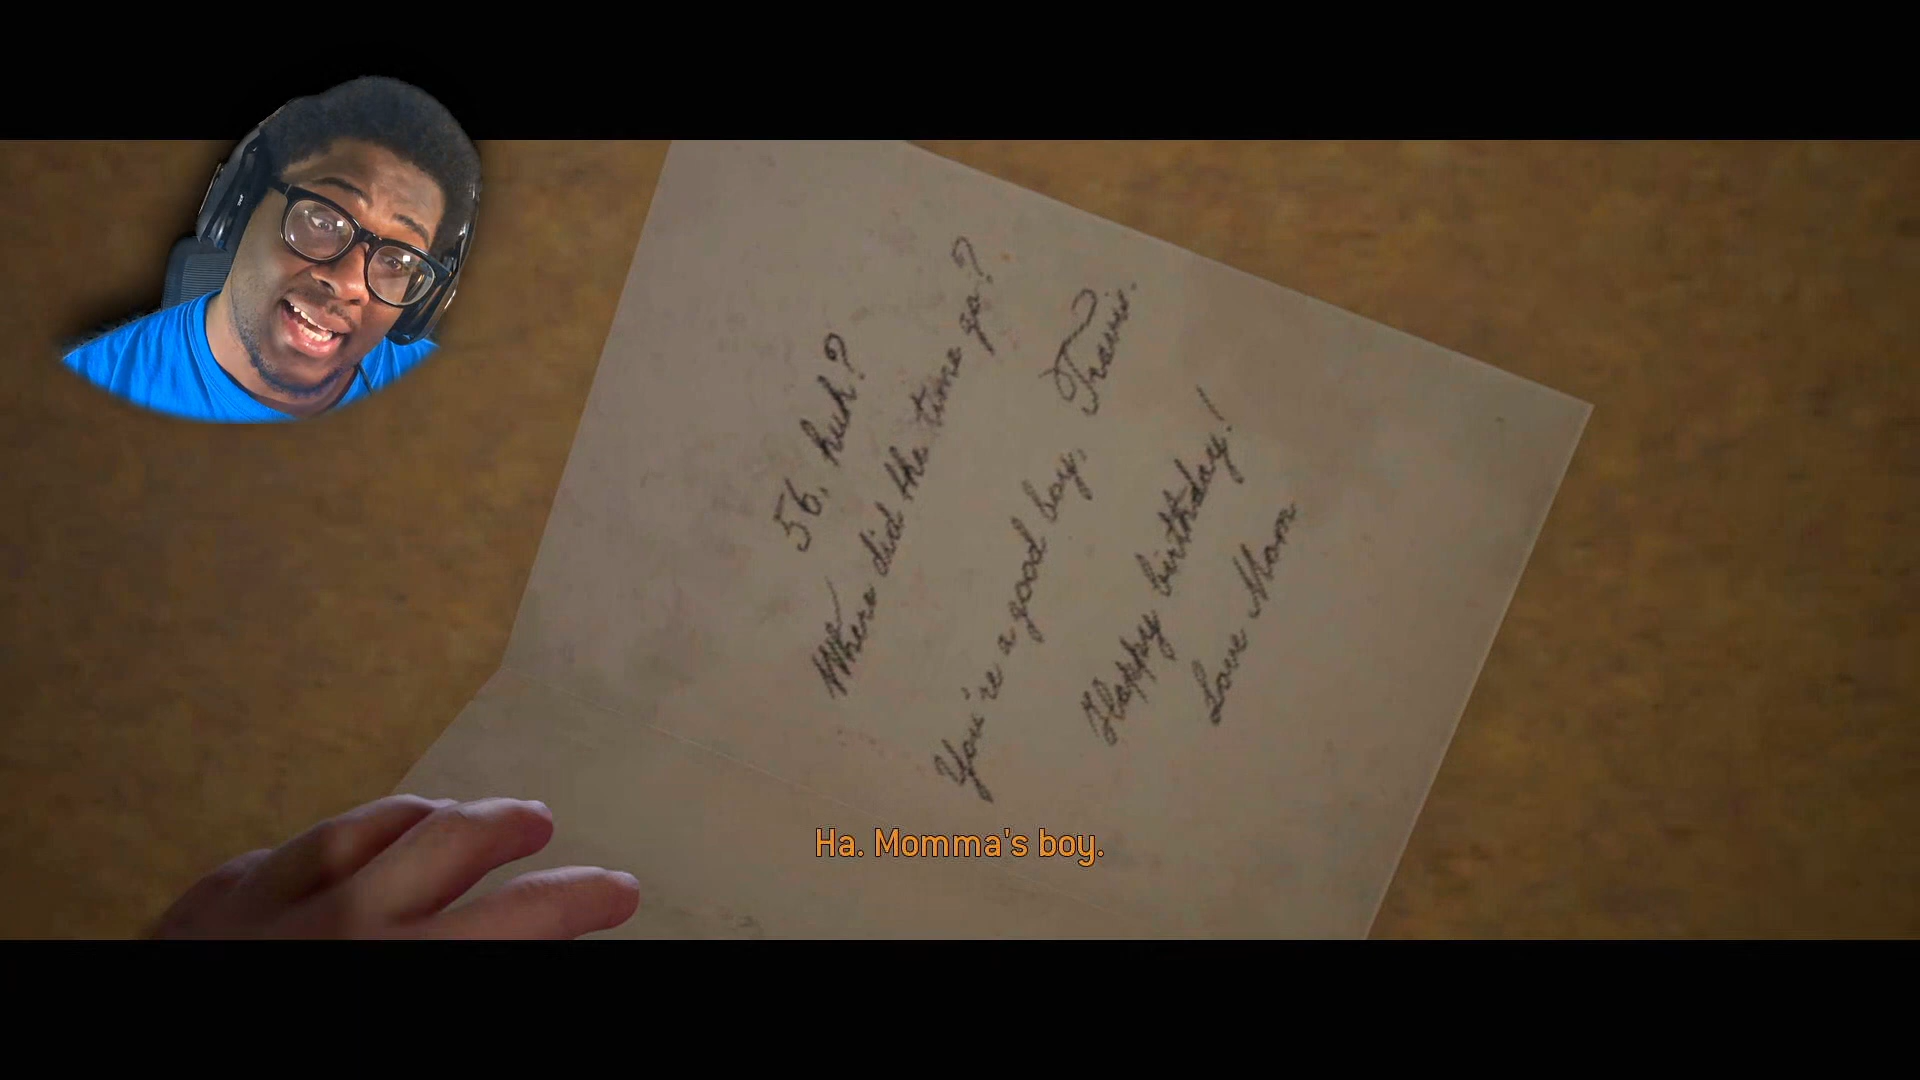 56, huh?
Where did the time go?
You're a good boy, Travis.
Happy birthday!
Love Mom
Ha. Momma's boy.